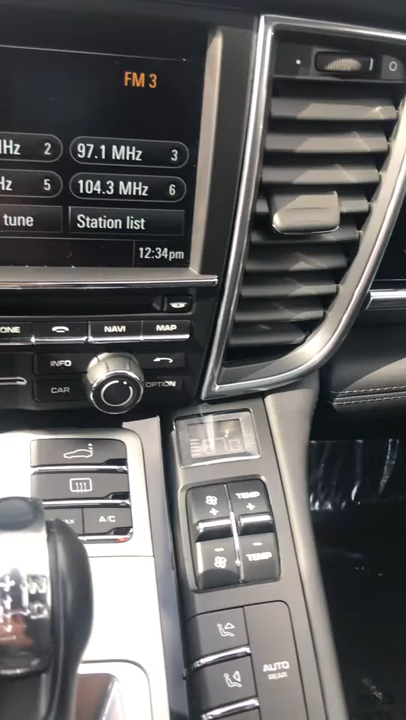 FM 3
Hz 2
97.1 MHz 3
Hz 5
104.3 MHz 6
tune
Station list
12:34pm
NAVI
MAP
INFO
CAR
OPTION
A/C
TEMP
+ +
- -
TEMP
AUTO
REAR